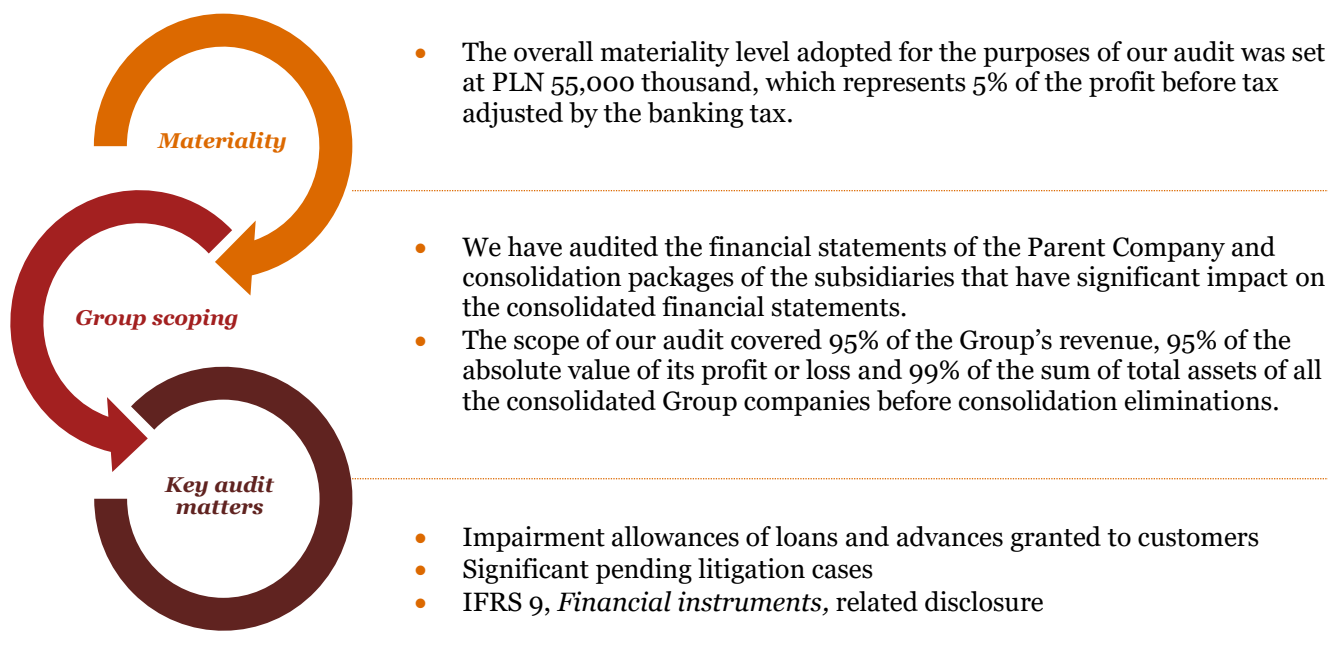 Materiality
• The overall materiality level adopted for the purposes of our audit was set
at PLN 55,000 thousand, which represents 5% of the profit before tax
adjusted by the banking tax.
Group scoping
• We have audited the financial statements of the Parent Company and
consolidation packages of the subsidiaries that have significant impact on
the consolidated financial statements.
• The scope of our audit covered 95% of the Group’s revenue, 95% of the
absolute value of its profit or loss and 99% of the sum of total assets of all
the consolidated Group companies before consolidation eliminations.
Key audit
matters
• Impairment allowances of loans and advances granted to customers
• Significant pending litigation cases
• IFRS 9, Financial instruments, related disclosure